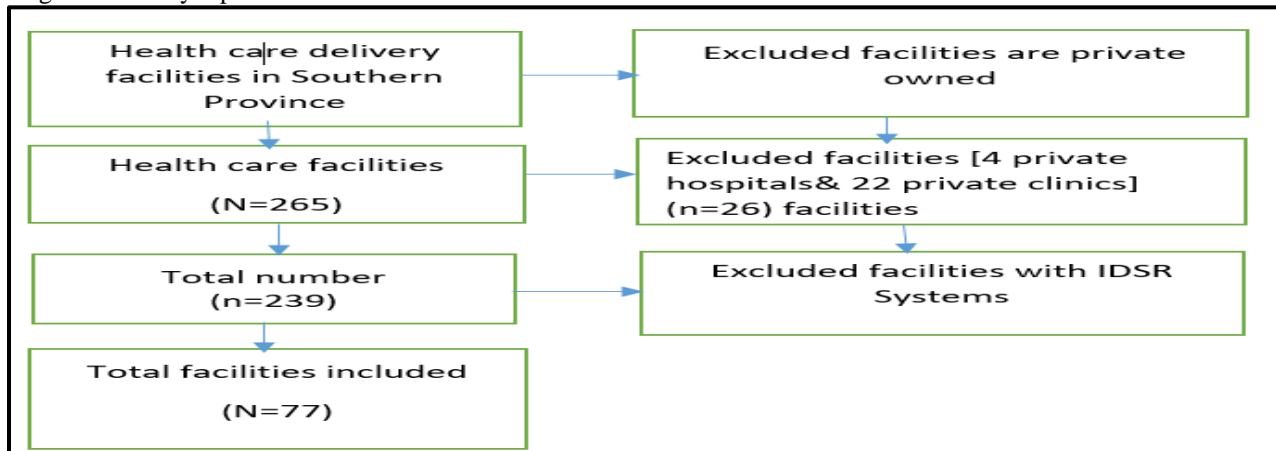 Health care delivery
facilities in Southern
Province
Excluded facilities are private
owned
Health care facilities
(N=265)
Excluded facilities [4 private
hospitals& 22 private clinics]
(n=26) facilities
Total number
(n=239)
Excluded facilities with IDSR
Systems
Total facilities included
(N=77)